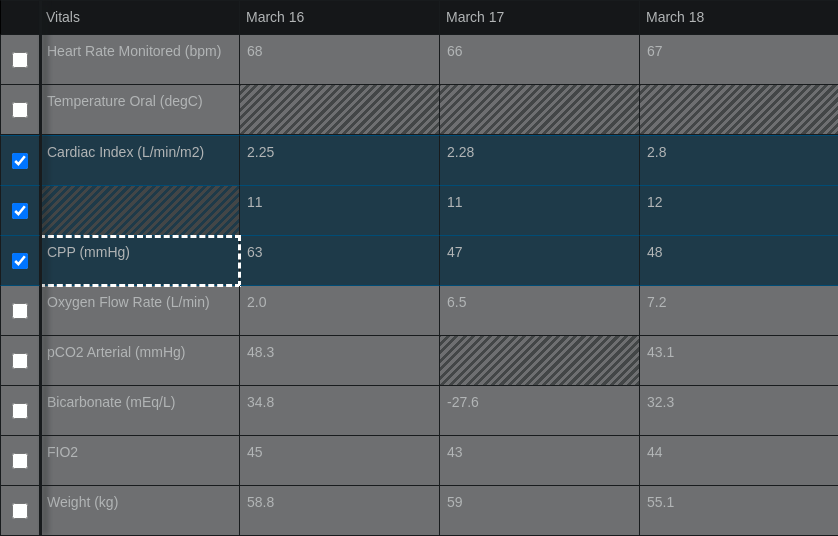 Vitals March 16 March 17 March 18
Heart Rate Monitored (bpm) 68 66 67
Temperature Oral (degC)
Cardiac Index (L/min/m2) 2.25 2.28 2.8
11 11 12
CPP (mmHg) 63 47 48
Oxygen Flow Rate (L/min) 2.0 6.5 7.2
pCO2 Arterial (mmHg) 48.3 43.1
Bicarbonate (mEq/L) 34.8 -27.6 32.3
FIO2 45 43 44
Weight (kg) 58.8 59 55.1